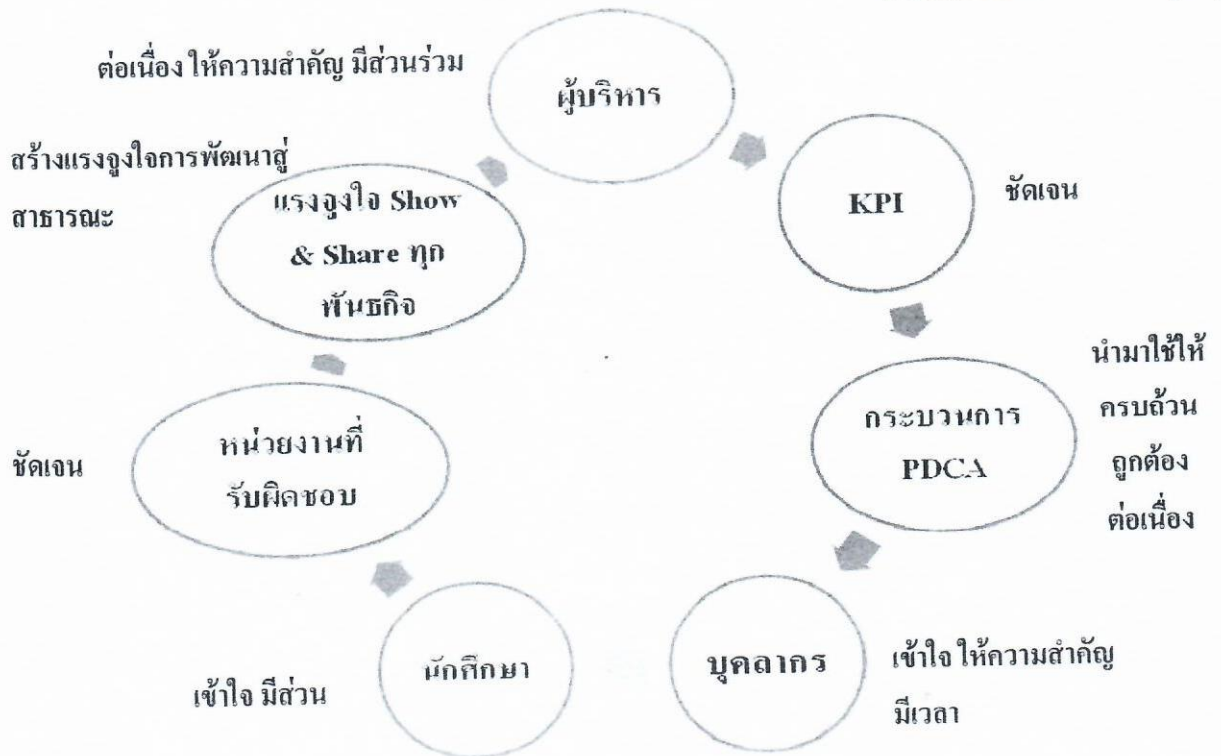 ต่อเนื่อง ให้ความสำคัญ มีส่วนร่วม
ผู้บริหาร
สร้างแรงจูงใจการพัฒนาสู่
สาธารณะ
แรงจูงใจ Show
& Share ทุก
พันธกิจ
KPI
ชัดเจน
หน่วยงานที่
รับผิดชอบ
ชัดเจน
กระบวนการ
PDCA
นำมาใช้ให้
ครบถ้วน
ถูกต้อง
ต่อเนื่อง
นักศึกษา
เข้าใจ มีส่วน
บุคลากร
เข้าใจ ให้ความสำคัญ
มีเวลา